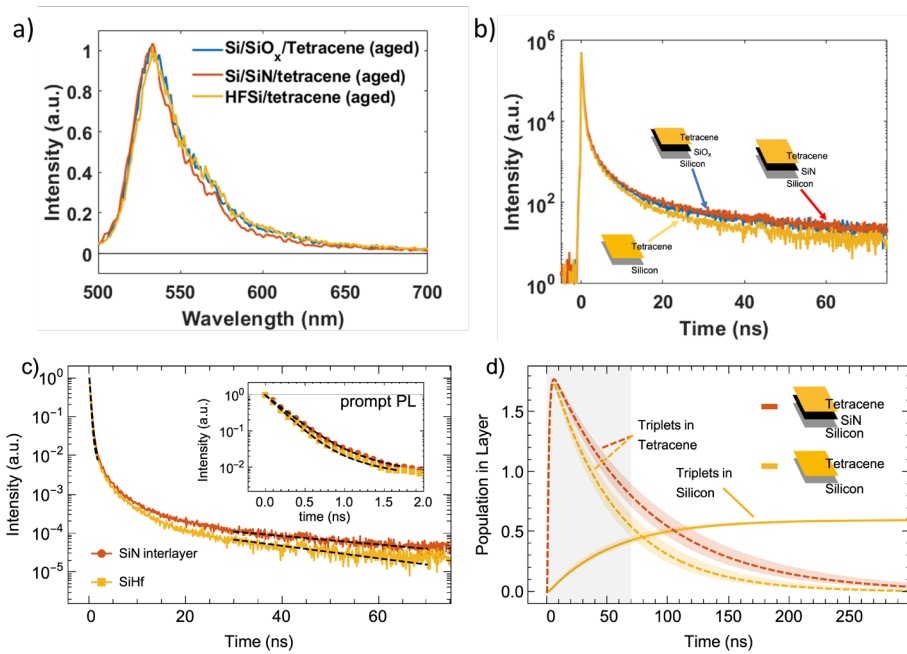 a)
Intensity (a.u.)
1
0.8
0.6
0.4
0.2
0
500
550
600
650
700
Wavelength (nm)
Si/SiOx/Tetracene (aged)
Si/SiN/tetracene (aged)
HFSi/tetracene (aged)
b)
Intensity (a.u.)
10^6
10^4
10^2
10^0
0
20
40
60
Time (ns)
Tetracene
SiOx
Silicon
Tetracene
SiN
Silicon
Tetracene
Silicon
c)
Intensity (a.u.)
10^0
10^-1
10^-2
10^-3
10^-4
10^-5
0
20
40
60
Time (ns)
SiN interlayer
SiHf
prompt PL
Intensity (a.u.)
10^0
10^-1
10^-2
0.0
0.5
1.0
1.5
2.0
time (ns)
d)
Population in Layer
1.5
1.0
0.5
0.0
0
50
100
150
200
250
Time (ns)
Triplets in
Tetracene
Triplets in
Silicon
Tetracene
SiN
Silicon
Tetracene
Silicon